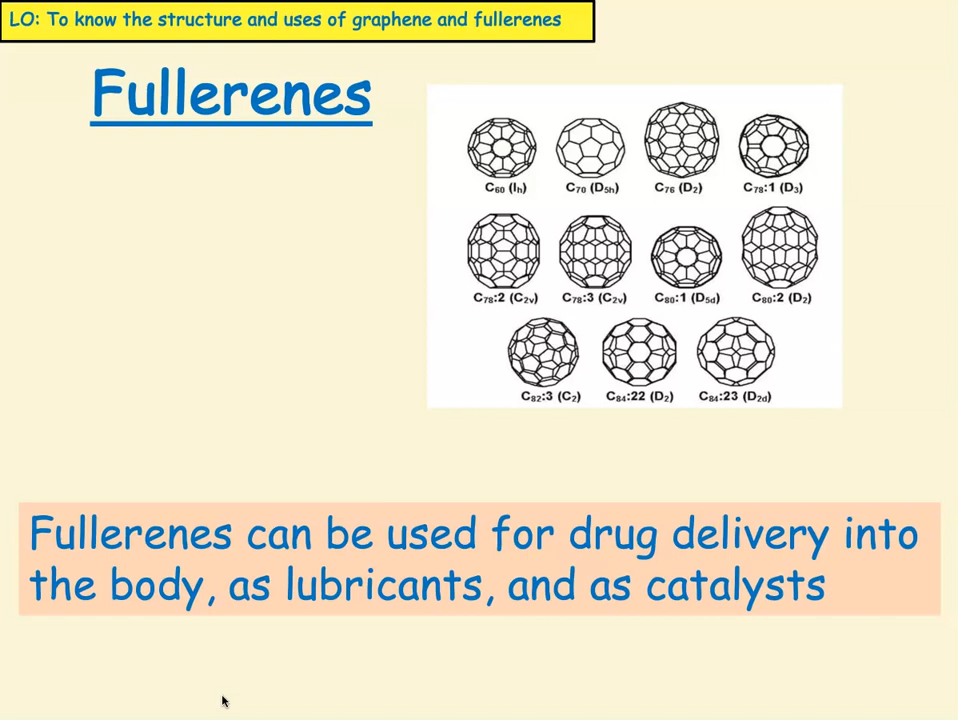 LO: To know the structure and uses of graphene and fullerenes
Fullerenes
C₆₀ (Iₕ) C₇₀ (D₅ₕ) C₇₆ (D₂) C₇₈:1 (D₃)
C₇₈:2 (C₂ᵥ) C₇₈:3 (C₂ᵥ) C₈₀:1 (D₅d) C₈₀:2 (D₂)
C₈₂:3 (C₂) C₈₄:22 (D₂) C₈₄:23 (D₂d)
Fullerenes can be used for drug delivery into
the body, as lubricants, and as catalysts